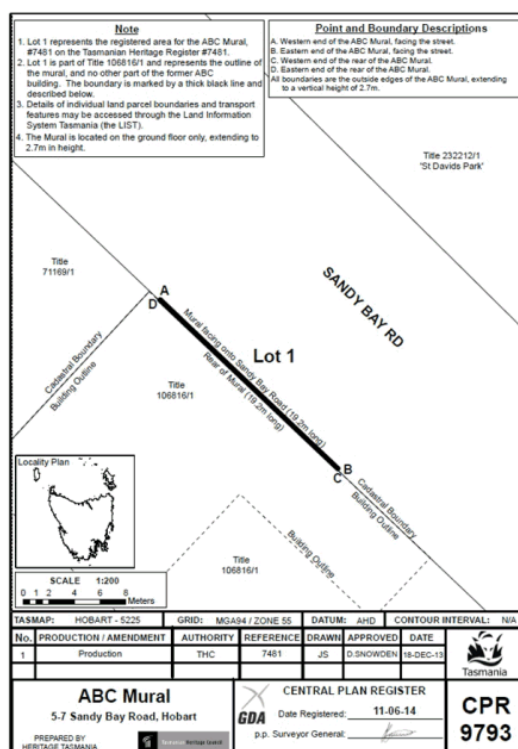 Note
1. Lot 1 represents the registered area for the ABC Mural,
#7481 on the Tasmanian Heritage Register #7481.
2. Lot 1 is part of Title 106816/1 and represents the outline of
the mural, and no other part of the former ABC
building. The boundary is marked by a thick black line and
described below.
3. Details of individual land parcel boundaries and transport
features may be accessed through the Land Information
System Tasmania (the LIST).
4. The Mural is located on the ground floor only, extending to
2.7m in height.
Point and Boundary Descriptions
A. Western end of the ABC Mural, facing the street.
B. Eastern end of the ABC Mural, facing the street.
C. Western end of the rear of the ABC Mural.
D. Eastern end of the rear of the ABC Mural.
All boundaries are the outside edges of the ABC Mural, extending
to a vertical height of 2.7m.
Title 232212/1
'St Davids Park'
Title
71169/1
SANDY BAY RD
A
D
Mural facing onto Sandy Bay Road (19.2m long)
Rear of Mural (19.2m long)
Lot 1
Cadastral Boundary
Building Outline
Title
106816/1
B
C
Cadastral Boundary
Building Outline
Locality Plan
Building Outline
Title
106816/1
SCALE 1:200
0 1 2 4 6 8
Meters
TASMAP: HOBART - 5225 GRID: MGA94 / ZONE 55 DATUM: AHD CONTOUR INTERVAL: N/A
No. PRODUCTION / AMENDMENT AUTHORITY REFERENCE DRAWN APPROVED DATE
1 Production THC 7481 JS D.SNOWDEN 18-DEC-13
Tasmania
ABC Mural
5-7 Sandy Bay Road, Hobart
PREPARED BY
HERITAGE TASMANIA
Tasmanian Heritage Council
GDA
CENTRAL PLAN REGISTER
Date Registered: 11-06-14
p.p. Surveyor General:
CPR
9793